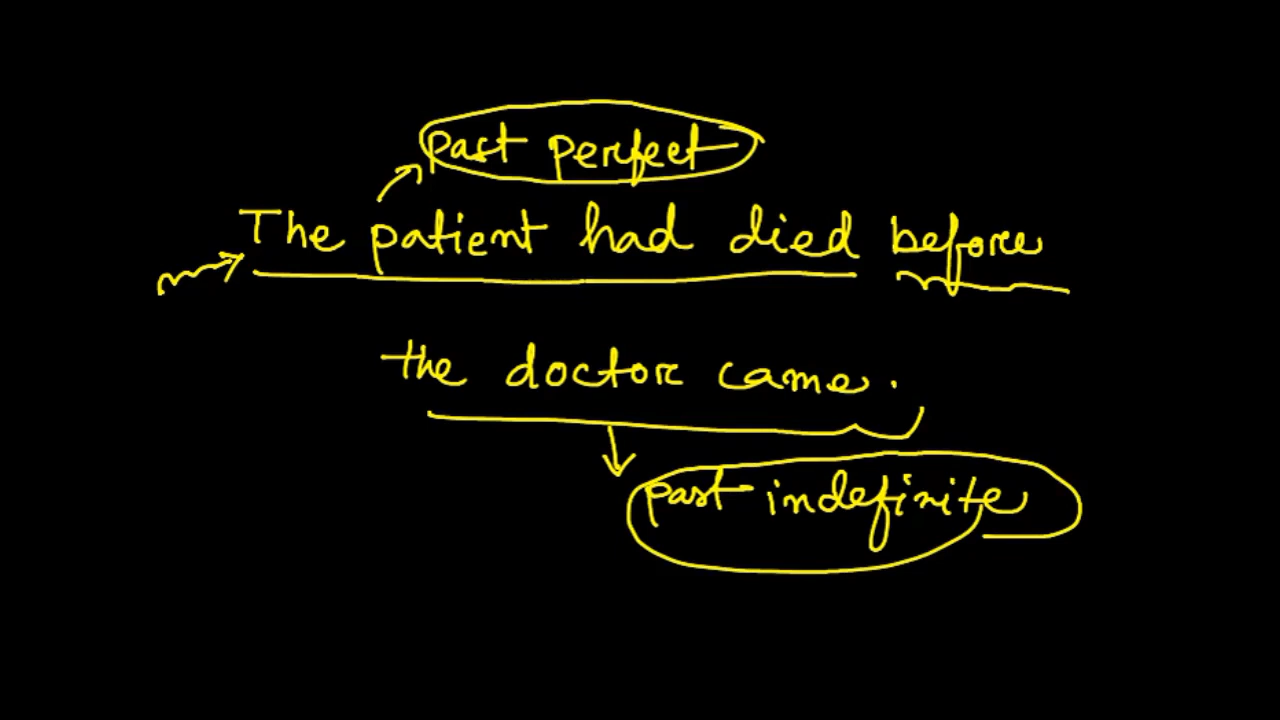 past perfect
The patient had died before
the doctor came.
past indefinite